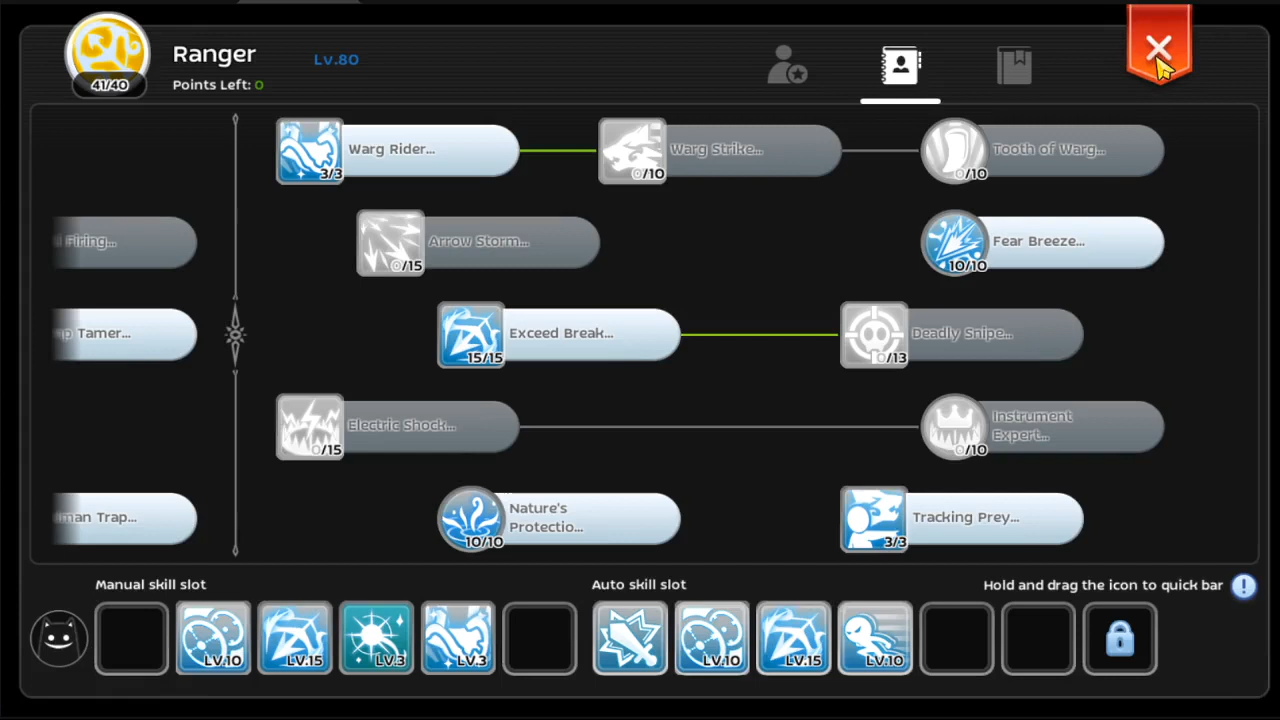 Ranger
Lv.80
41/40
Points Left: 0
Warg Rider...
3/3
Warg Strike...
0/10
Tooth of Warg...
0/10
Firing...
Arrow Storm...
0/15
Fear Breeze...
10/10
Tamer...
Exceed Break...
15/15
Deadly Snipe...
0/13
Electric Shock...
0/15
Instrument
Expert...
0/10
Trap...
Nature's
Protectio...
10/10
Tracking Prey...
3/3
Manual skill slot
Auto skill slot
Hold and drag the icon to quick bar
!
LV.10
LV.15
LV.3
LV.3
LV.10
LV.15
LV.10